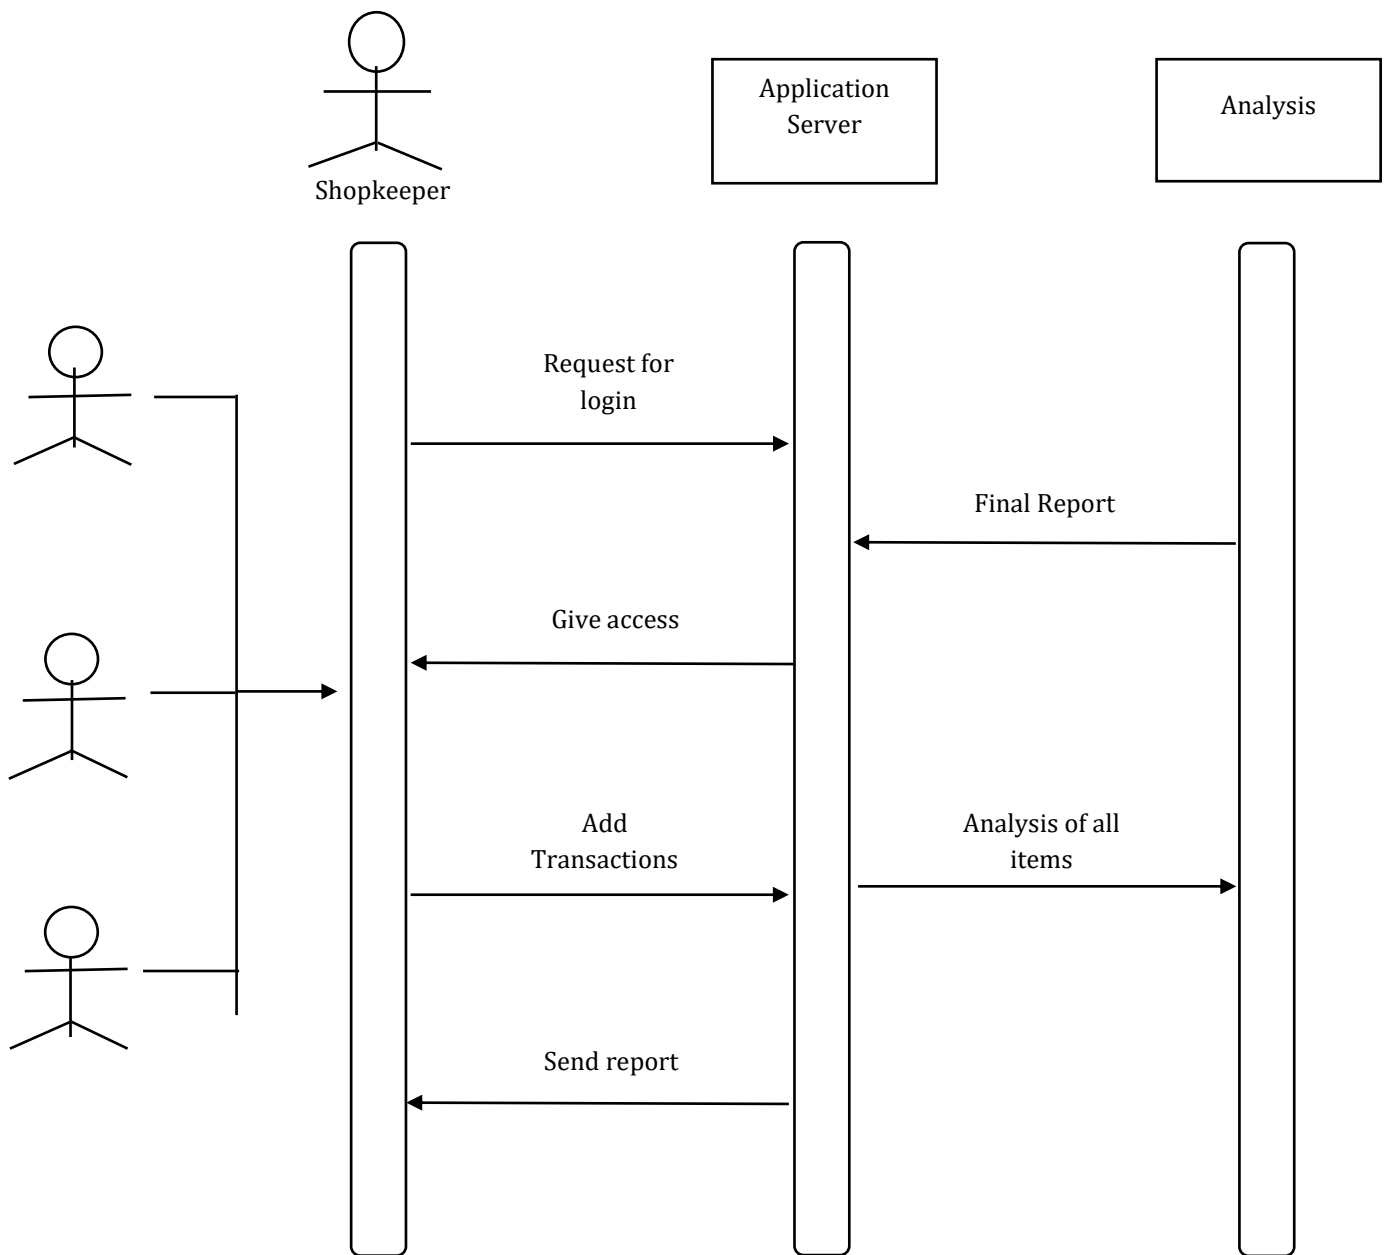 Application
Server
Analysis
Shopkeeper
Request for
login
Final Report
Give access
Add
Transactions
Analysis of all
items
Send report